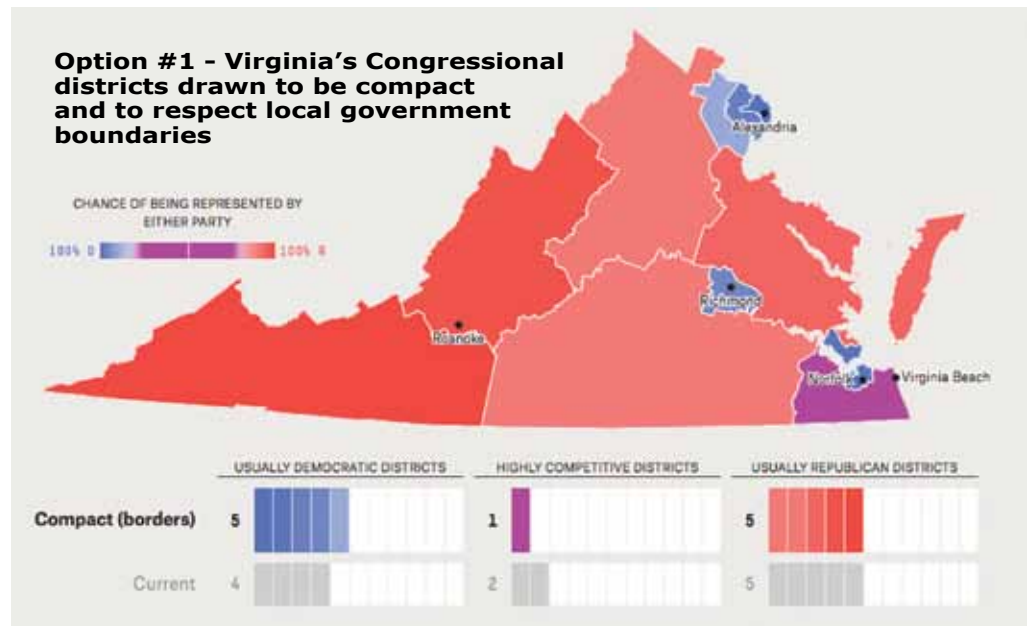 Option #1 - Virginia's Congressional
districts drawn to be compact
and to respect local government
boundaries
CHANCE OF BEING REPRESENTED BY
EITHER PARTY
100% D
100% R
Alexandria
Richmond
Roanoke
Norfolk
Virginia Beach
USUALLY DEMOCRATIC DISTRICTS
HIGHLY COMPETITIVE DISTRICTS
USUALLY REPUBLICAN DISTRICTS
Compact (borders) 5 1 5
Current 4 2 5